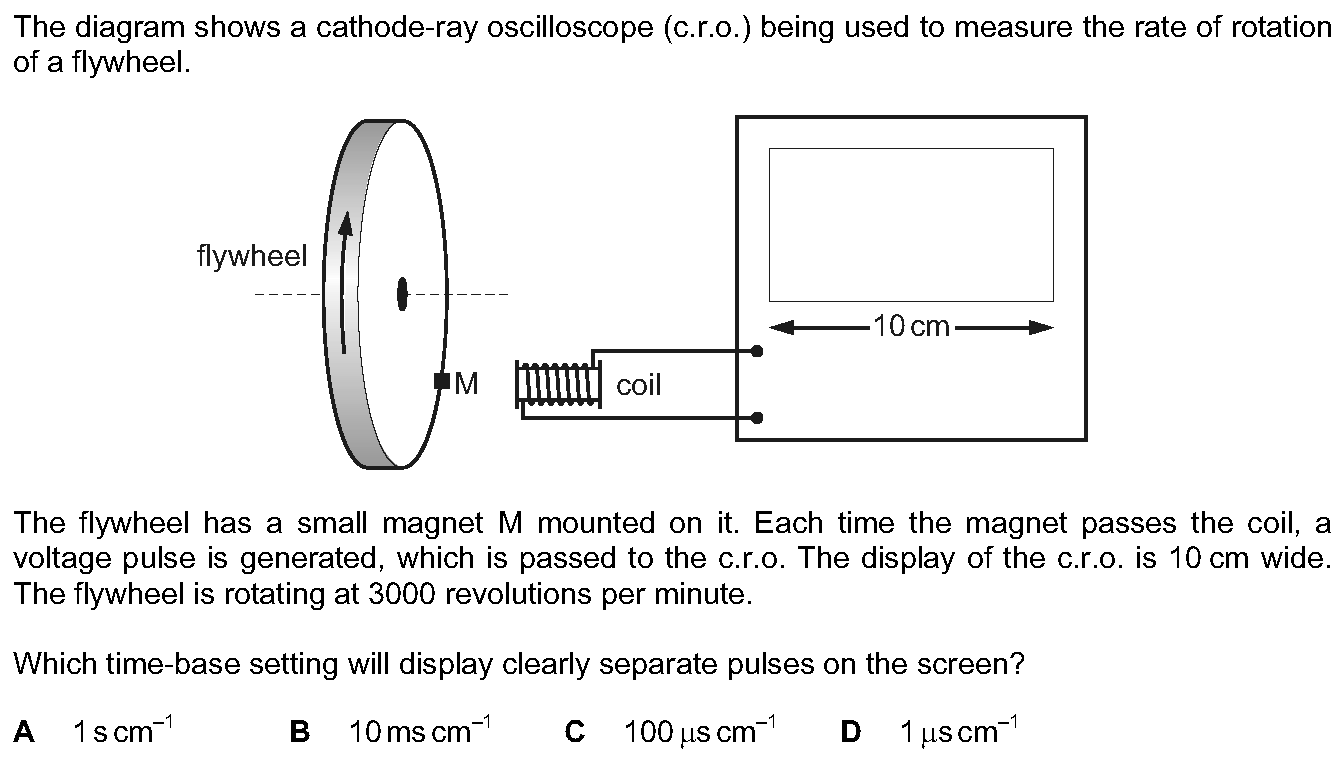 The diagram shows a cathode-ray oscilloscope (c.r.o.) being used to measure the rate of rotation
of a flywheel.
flywheel
10 cm
M
coil
The flywheel has a small magnet M mounted on it. Each time the magnet passes the coil, a
voltage pulse is generated, which is passed to the c.r.o. The display of the c.r.o. is 10 cm wide.
The flywheel is rotating at 3000 revolutions per minute.
Which time-base setting will display clearly separate pulses on the screen?
A 1 s cm⁻¹ B 10 ms cm⁻¹ C 100 μs cm⁻¹ D 1 μs cm⁻¹